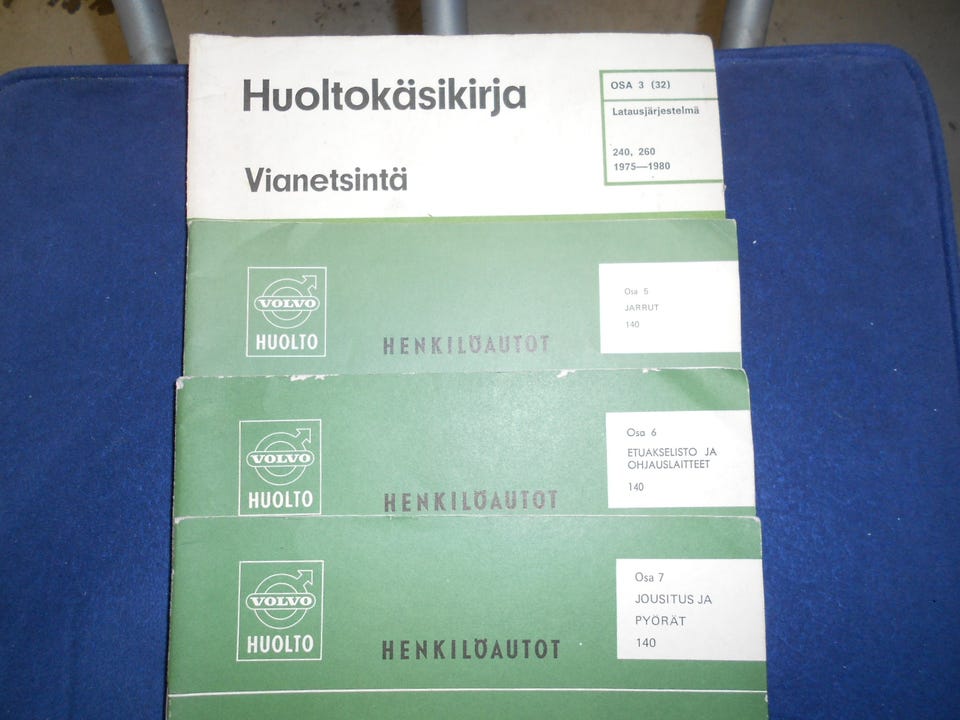 Huoltokäsikirja
Vianetsintä
OSA 3 (32)
Latausjärjestelmä
240, 260
1975—1980
VOLVO
HUOLTO
HENKILÖAUTOT
Osa 5
JARRUT
140
VOLVO
HUOLTO
HENKILÖAUTOT
Osa 6
ETUAKSELISTO JA
OHJAUSLAITTEET
140
VOLVO
HUOLTO
HENKILÖAUTOT
Osa 7
JOUSITUS JA
PYÖRÄT
140